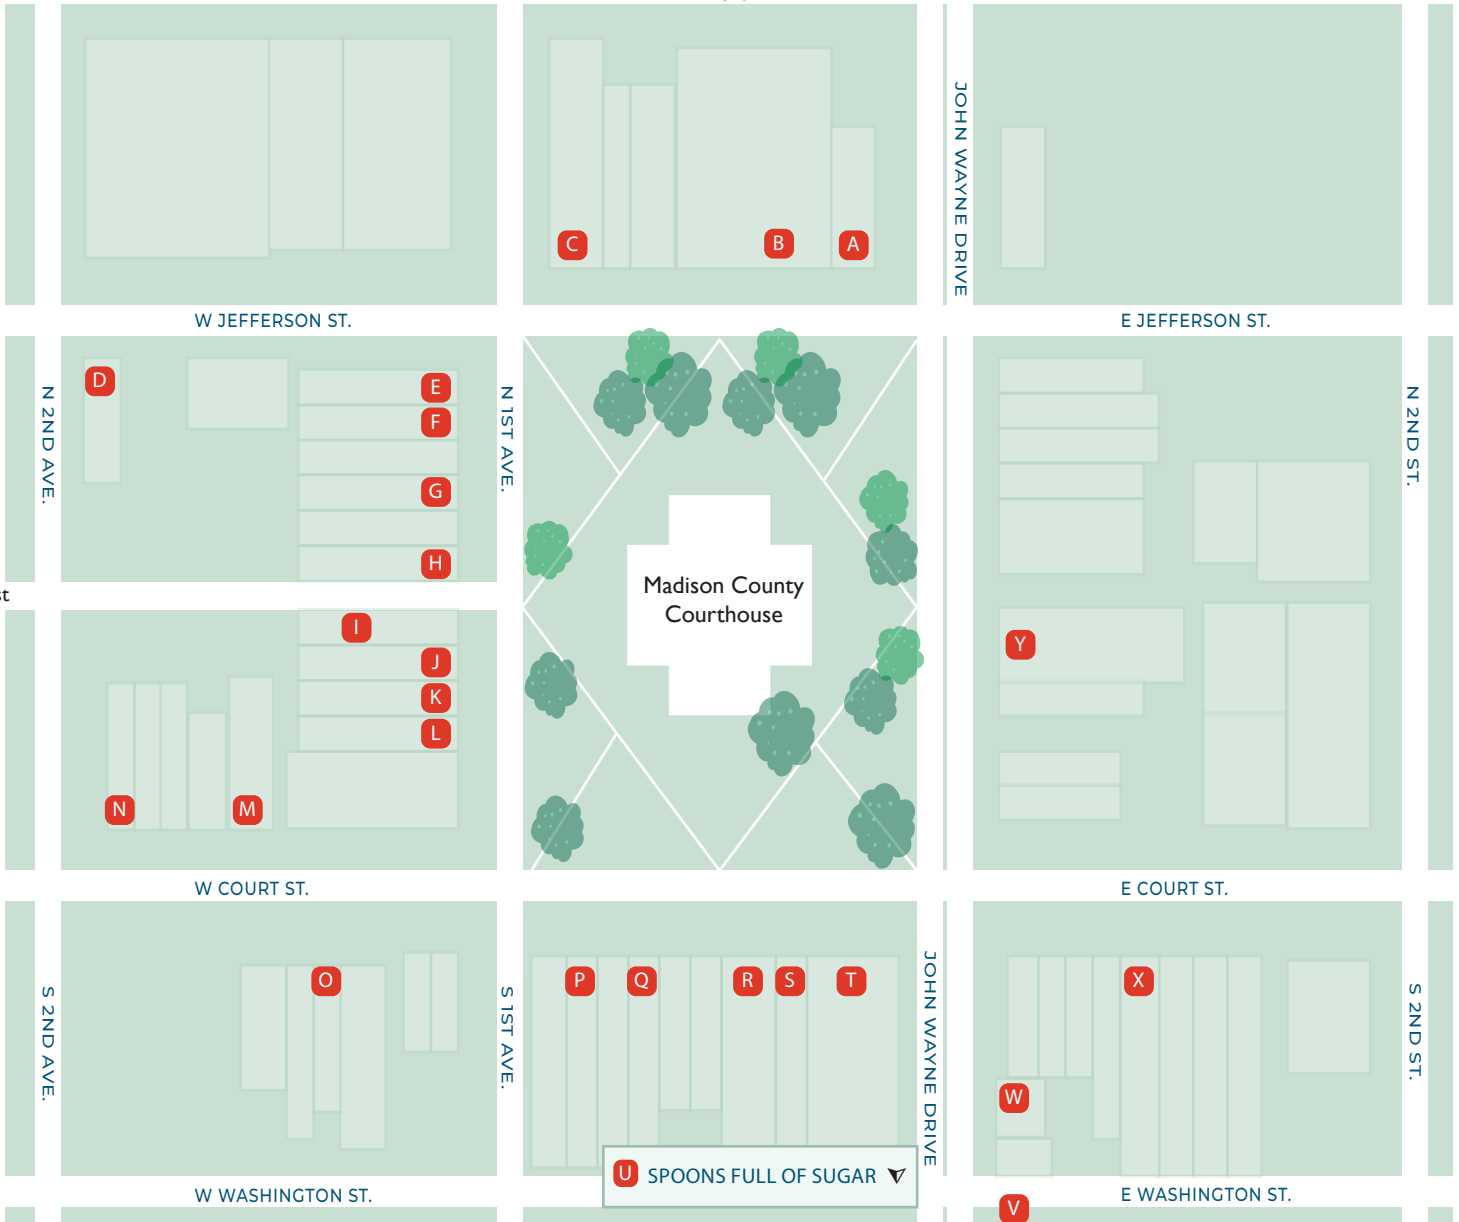 C
B
A
JOHN WAYNE DRIVE
W JEFFERSON ST.
E JEFFERSON ST.
D
E
F
G
H
N 2ND AVE.
N 1ST AVE.
N 2ND ST.
Madison County
Courthouse
st
I
J
K
L
Y
N
M
W COURT ST.
E COURT ST.
O
P
Q
R
S
T
X
S 2ND AVE.
S 1ST AVE.
JOHN WAYNE DRIVE
S 2ND ST.
W
U SPOONS FULL OF SUGAR
W WASHINGTON ST.
E WASHINGTON ST.
V